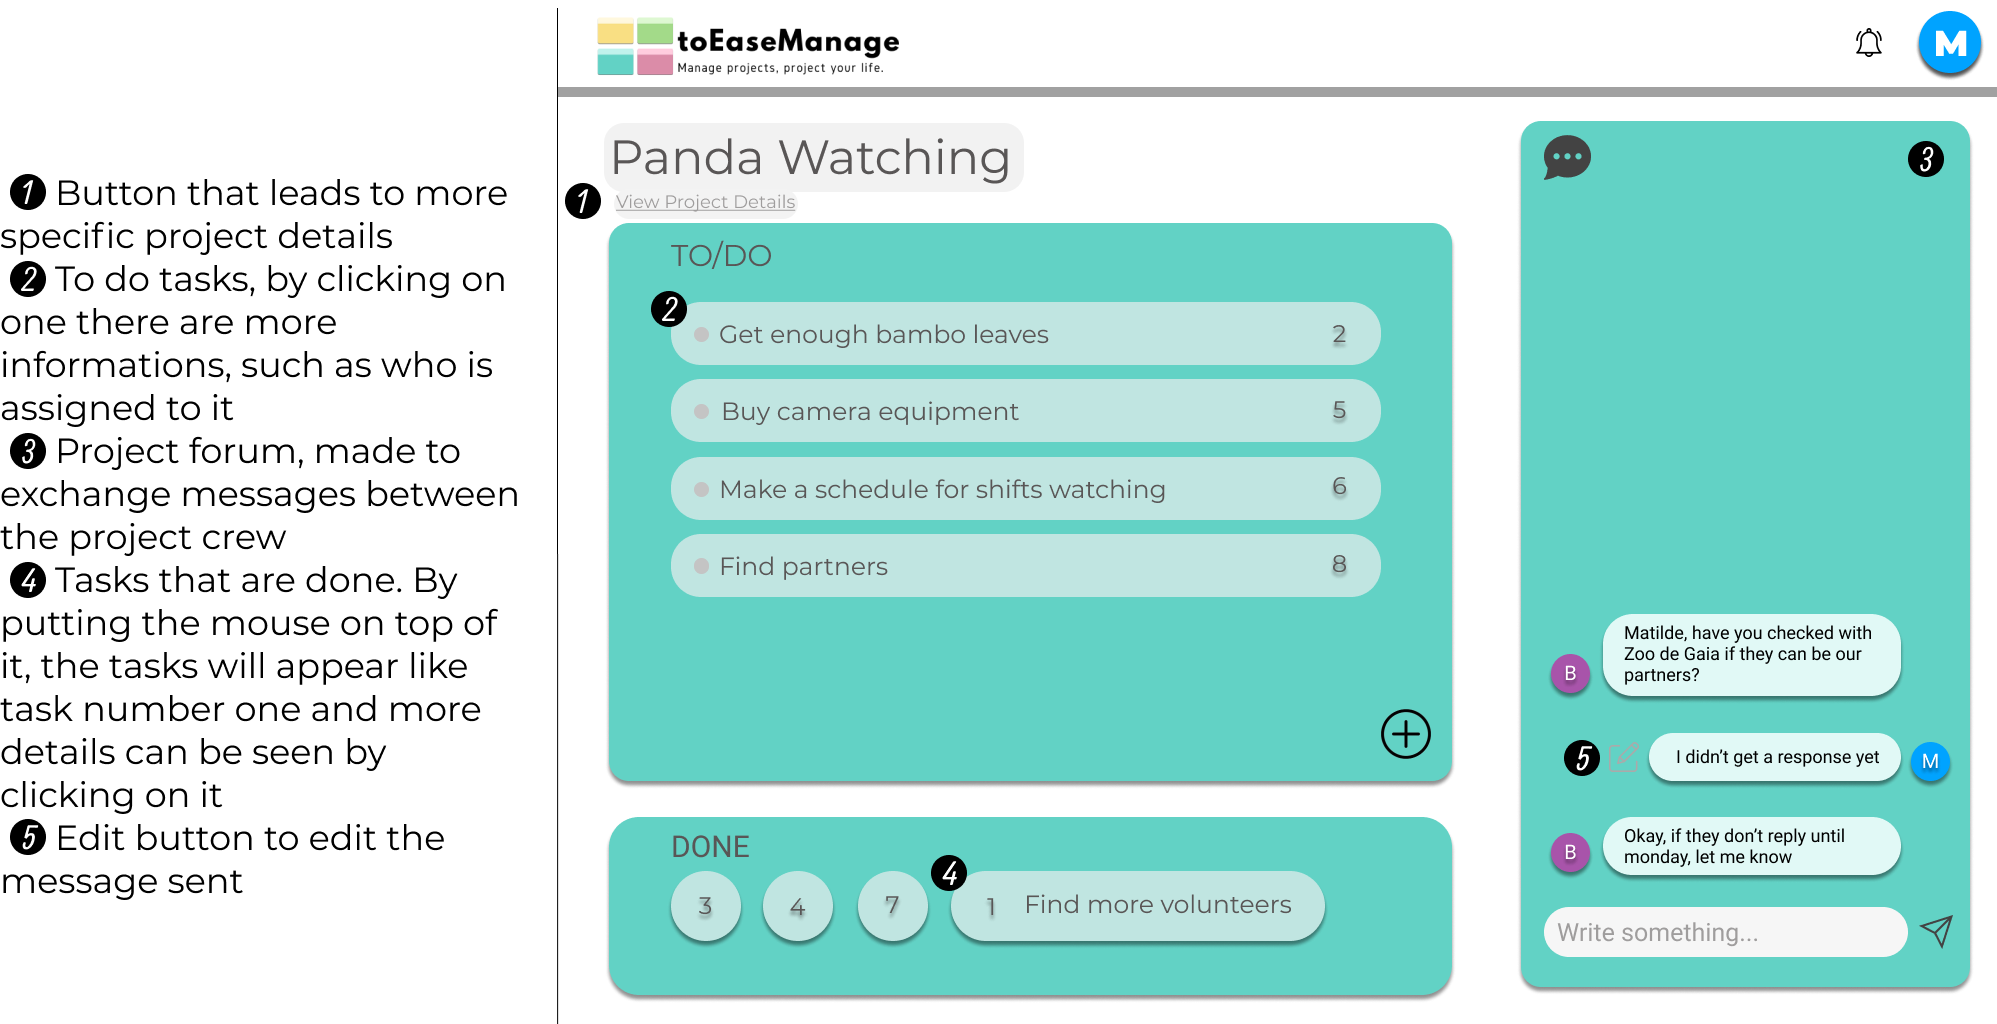 1 Button that leads to more
specific project details
2 To do tasks, by clicking on
one there are more
informations, such as who is
assigned to it
3 Project forum, made to
exchange messages between
the project crew
4 Tasks that are done. By
putting the mouse on top of
it, the tasks will appear like
task number one and more
details can be seen by
clicking on it
5 Edit button to edit the
message sent
toEaseManage
Manage projects, project your life.
M
Panda Watching
1 View Project Details
TO/DO
2
Get enough bambo leaves 2
Buy camera equipment 5
Make a schedule for shifts watching 6
Find partners 8
DONE
4
3 4 7 1 Find more volunteers
3
Matilde, have you checked with
Zoo de Gaia if they can be our
partners?
B
5 I didn’t get a response yet M
Okay, if they don’t reply until
monday, let me know
B
Write something...